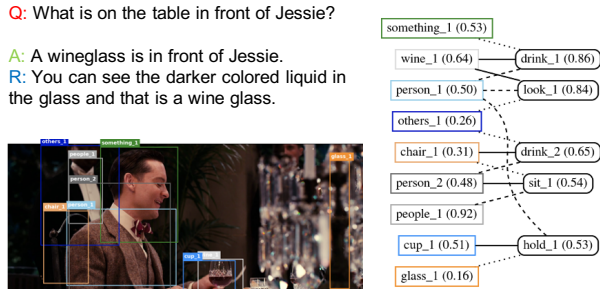 Q: What is on the table in front of Jessie?
A: A wineglass is in front of Jessie.
R: You can see the darker colored liquid in
the glass and that is a wine glass.
others_1
something_1
people_1
glass_1
person_2
chair_1
person_1
cup_1
something_1 (0.53)
wine_1 (0.64)
drink_1 (0.86)
person_1 (0.50)
look_1 (0.84)
others_1 (0.26)
chair_1 (0.31)
drink_2 (0.65)
person_2 (0.48)
sit_1 (0.54)
people_1 (0.92)
cup_1 (0.51)
hold_1 (0.53)
glass_1 (0.16)